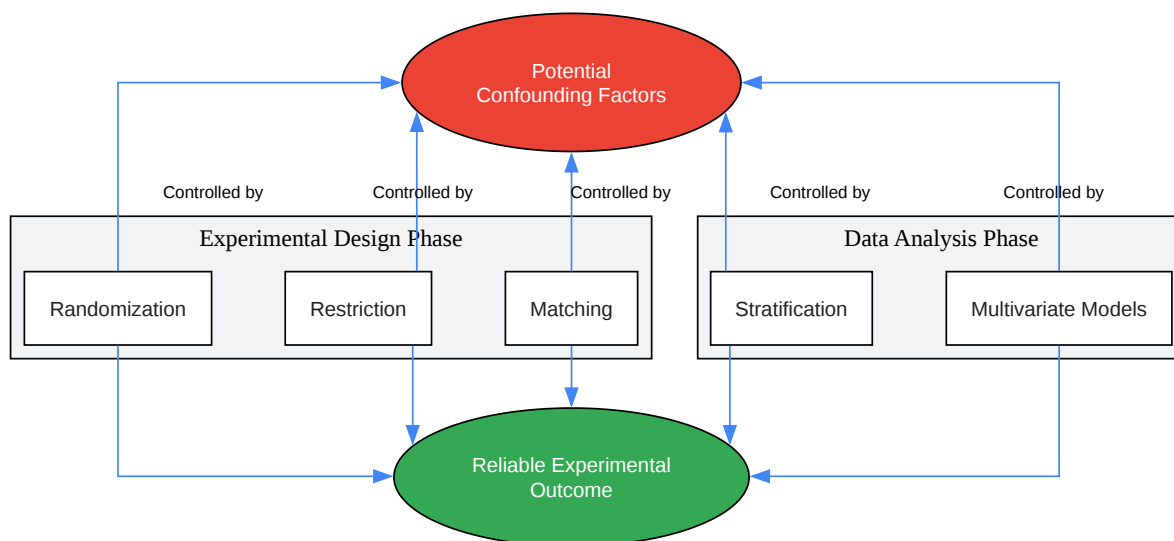 Potential
Confounding Factors
Controlled by
Controlled by
Controlled by
Controlled by
Controlled by
Experimental Design Phase
Data Analysis Phase
Randomization
Restriction
Matching
Stratification
Multivariate Models
Reliable Experimental
Outcome